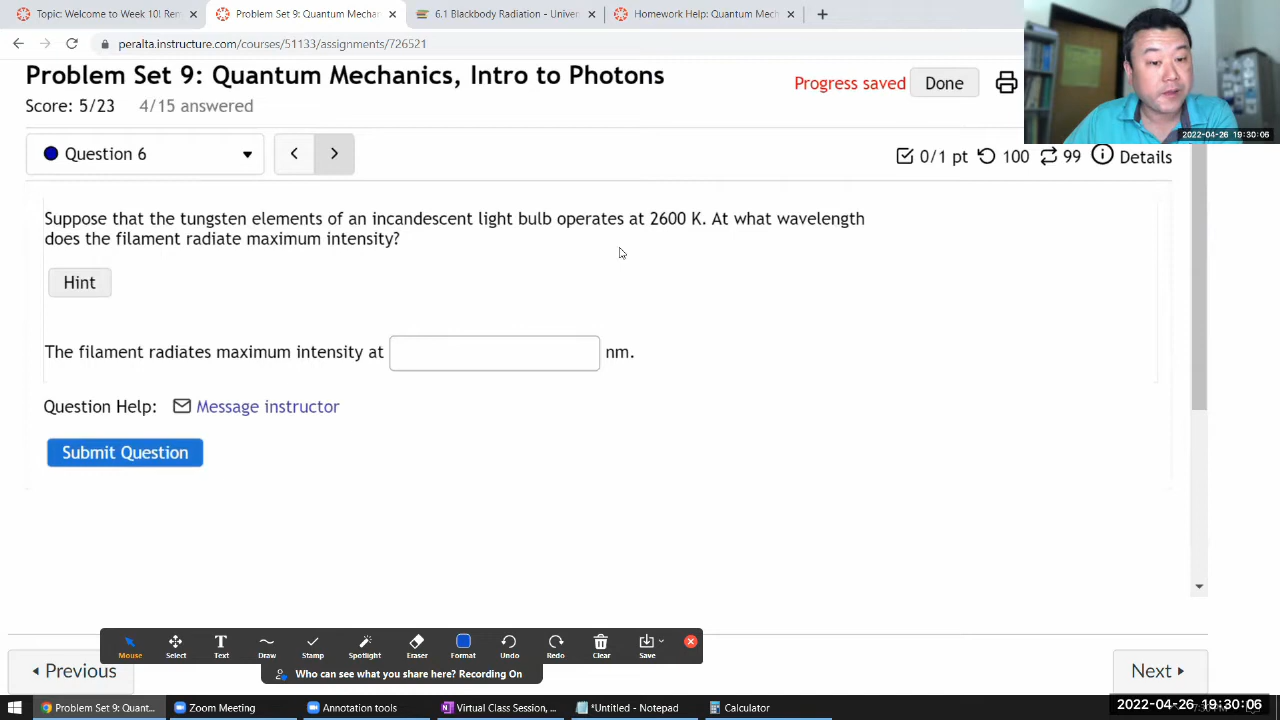 Topic: Welcome to Week 10! Ren
Problem Set 9: Quantum Mechan
6.1 Blackbody Radiation - Univer
Homework Help: Quantum Mech
peralta.instructure.com/courses/51133/assignments/726521
Problem Set 9: Quantum Mechanics, Intro to Photons
Score: 5/23 4/15 answered
Progress saved
Done
2022-04-26 19:30:06
Question 6
0/1 pt 100 99 Details
Suppose that the tungsten elements of an incandescent light bulb operates at 2600 K. At what wavelength
does the filament radiate maximum intensity?
Hint
The filament radiates maximum intensity at nm.
Question Help: Message instructor
Submit Question
Mouse Select Text Draw Stamp Spotlight Eraser Format Undo Redo Clear Save
Who can see what you share here? Recording On
Previous
Next
Problem Set 9: Quant...
Zoom Meeting
Annotation tools
Virtual Class Session, ...
*Untitled - Notepad
Calculator
2022-04-26 19:30:06